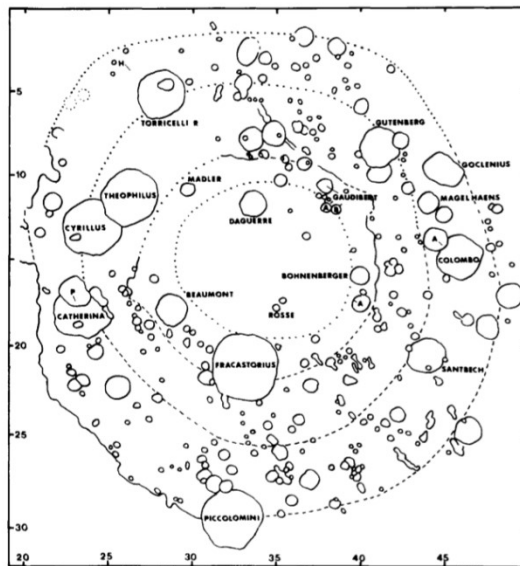 H
5
TORRICELLI R
GUTENBERG
GOCLENIUS
10
MADLER
THEOPHILUS
GAUDIBERT
MAGELHAENS
A B
DAGUERRE
CYRILLUS
A
COLOMBO
15
BOHNENBERGER
P
BEAUMONT
A
ROSSE
CATHERINA
20
FRACASTORIUS
SANTBECH
25
PICCOLOMINI
30
20 25 30 35 40 45